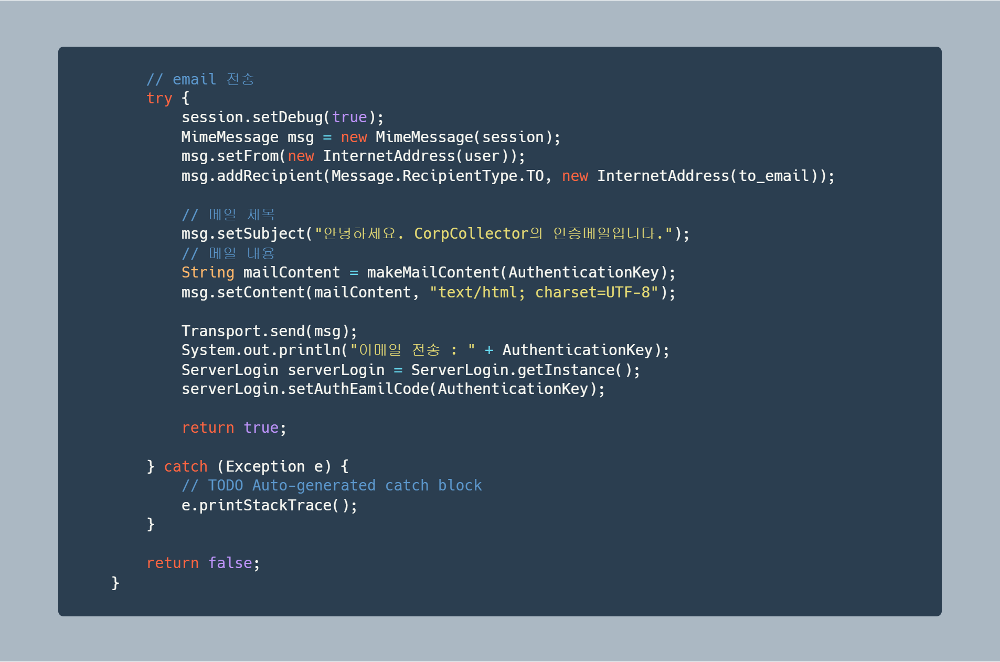 // email 전송
try {
session.setDebug(true);
MimeMessage msg = new MimeMessage(session);
msg.setFrom(new InternetAddress(user));
msg.addRecipient(Message.RecipientType.TO, new InternetAddress(to_email));
// 메일 제목
msg.setSubject("안녕하세요. CorpCollector의 인증메일입니다.");
// 메일 내용
String mailContent = makeMailContent(AuthenticationKey);
msg.setContent(mailContent, "text/html; charset=UTF-8");
Transport.send(msg);
System.out.println("이메일 전송 : " + AuthenticationKey);
ServerLogin serverLogin = ServerLogin.getInstance();
serverLogin.setAuthEamilCode(AuthenticationKey);
return true;
} catch (Exception e) {
// TODO Auto-generated catch block
e.printStackTrace();
}
return false;
}